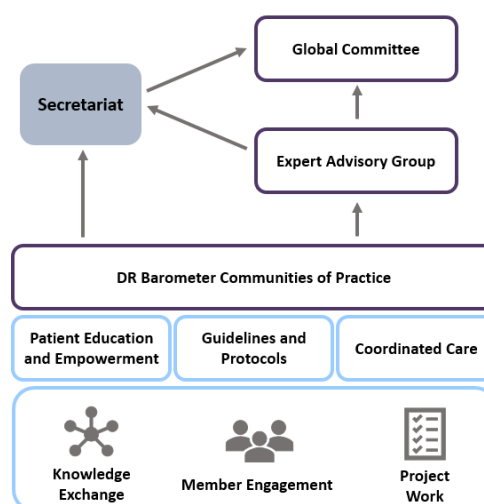 Global Committee
Secretariat
Expert Advisory Group
DR Barometer Communities of Practice
Patient Education
and Empowerment
Guidelines and
Protocols
Coordinated Care
Knowledge
Exchange
Member Engagement
Project
Work